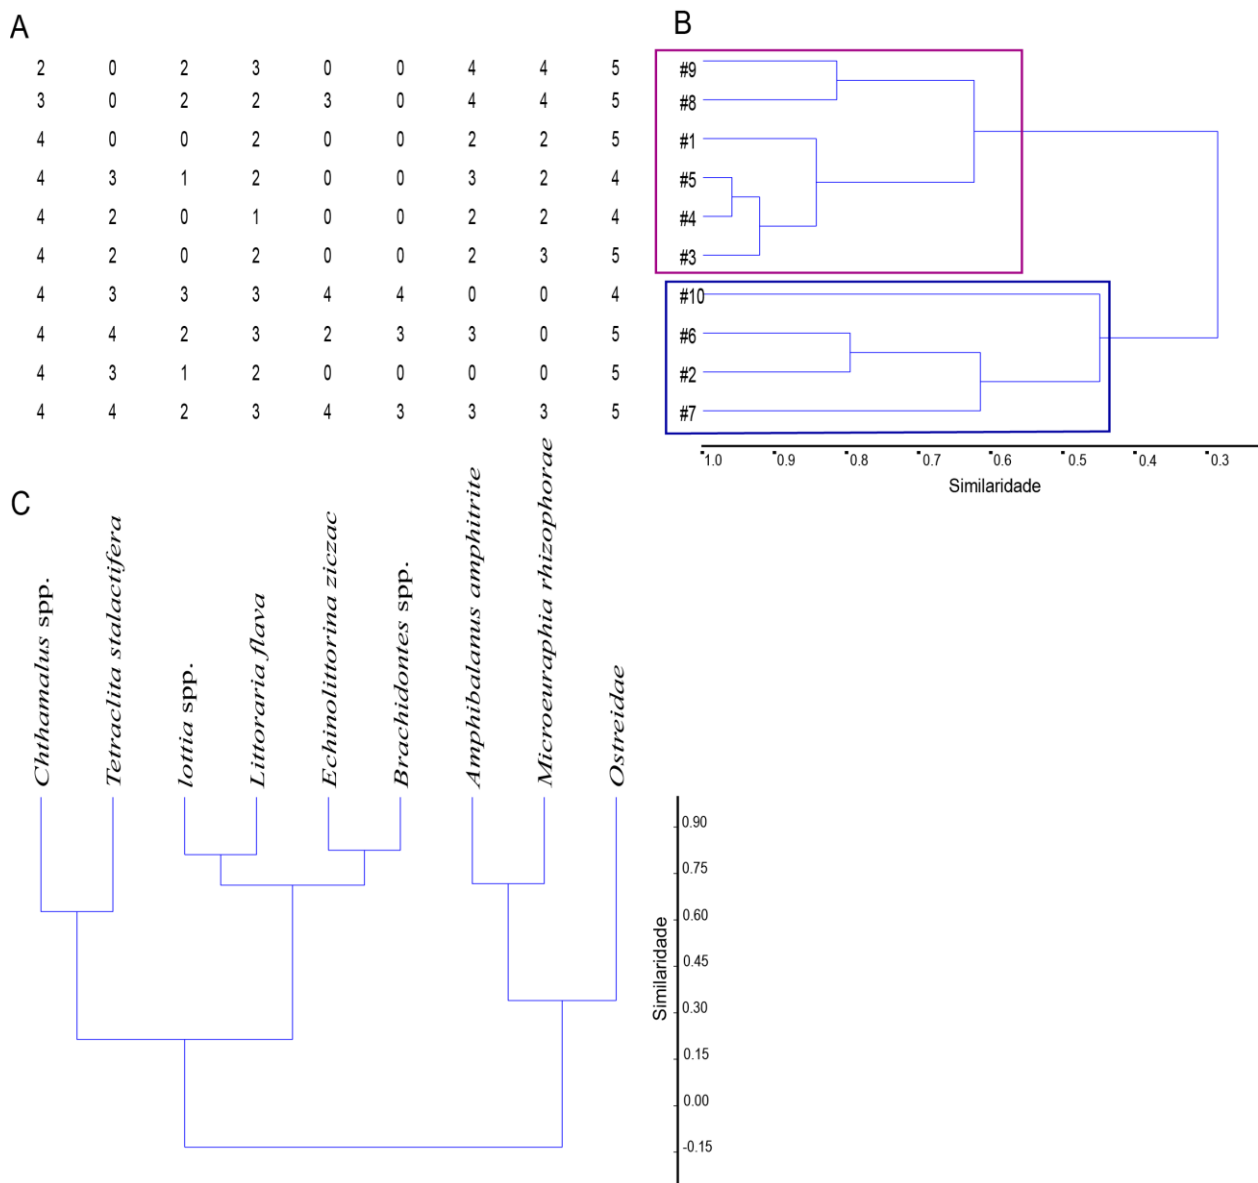 A
B
2 0 2 3 0 0 4 4 5 #9
3 0 2 2 3 0 4 4 5 #8
4 0 0 2 0 0 2 2 5 #1
4 3 1 2 0 0 3 2 4 #5
4 2 0 1 0 0 2 2 4 #4
4 2 0 2 0 0 2 3 5 #3
4 3 3 3 4 4 0 0 4 #10
4 4 2 3 2 3 3 0 5 #6
4 3 1 2 0 0 0 0 5 #2
4 4 2 3 4 3 3 3 5 #7
1.0 0.9 0.8 0.7 0.6 0.5 0.4 0.3
Similaridade
C
Chthamalus spp.
Tetraclita stalactifera
lottia spp.
Littoraria flava
Echinolittorina ziczac
Brachidontes spp.
Amphibalanus amphitrite
Microeuraphia rhizophorae
Ostreidae
0.90
0.75
0.60
0.45
0.30
0.15
0.00
-0.15
Similaridade